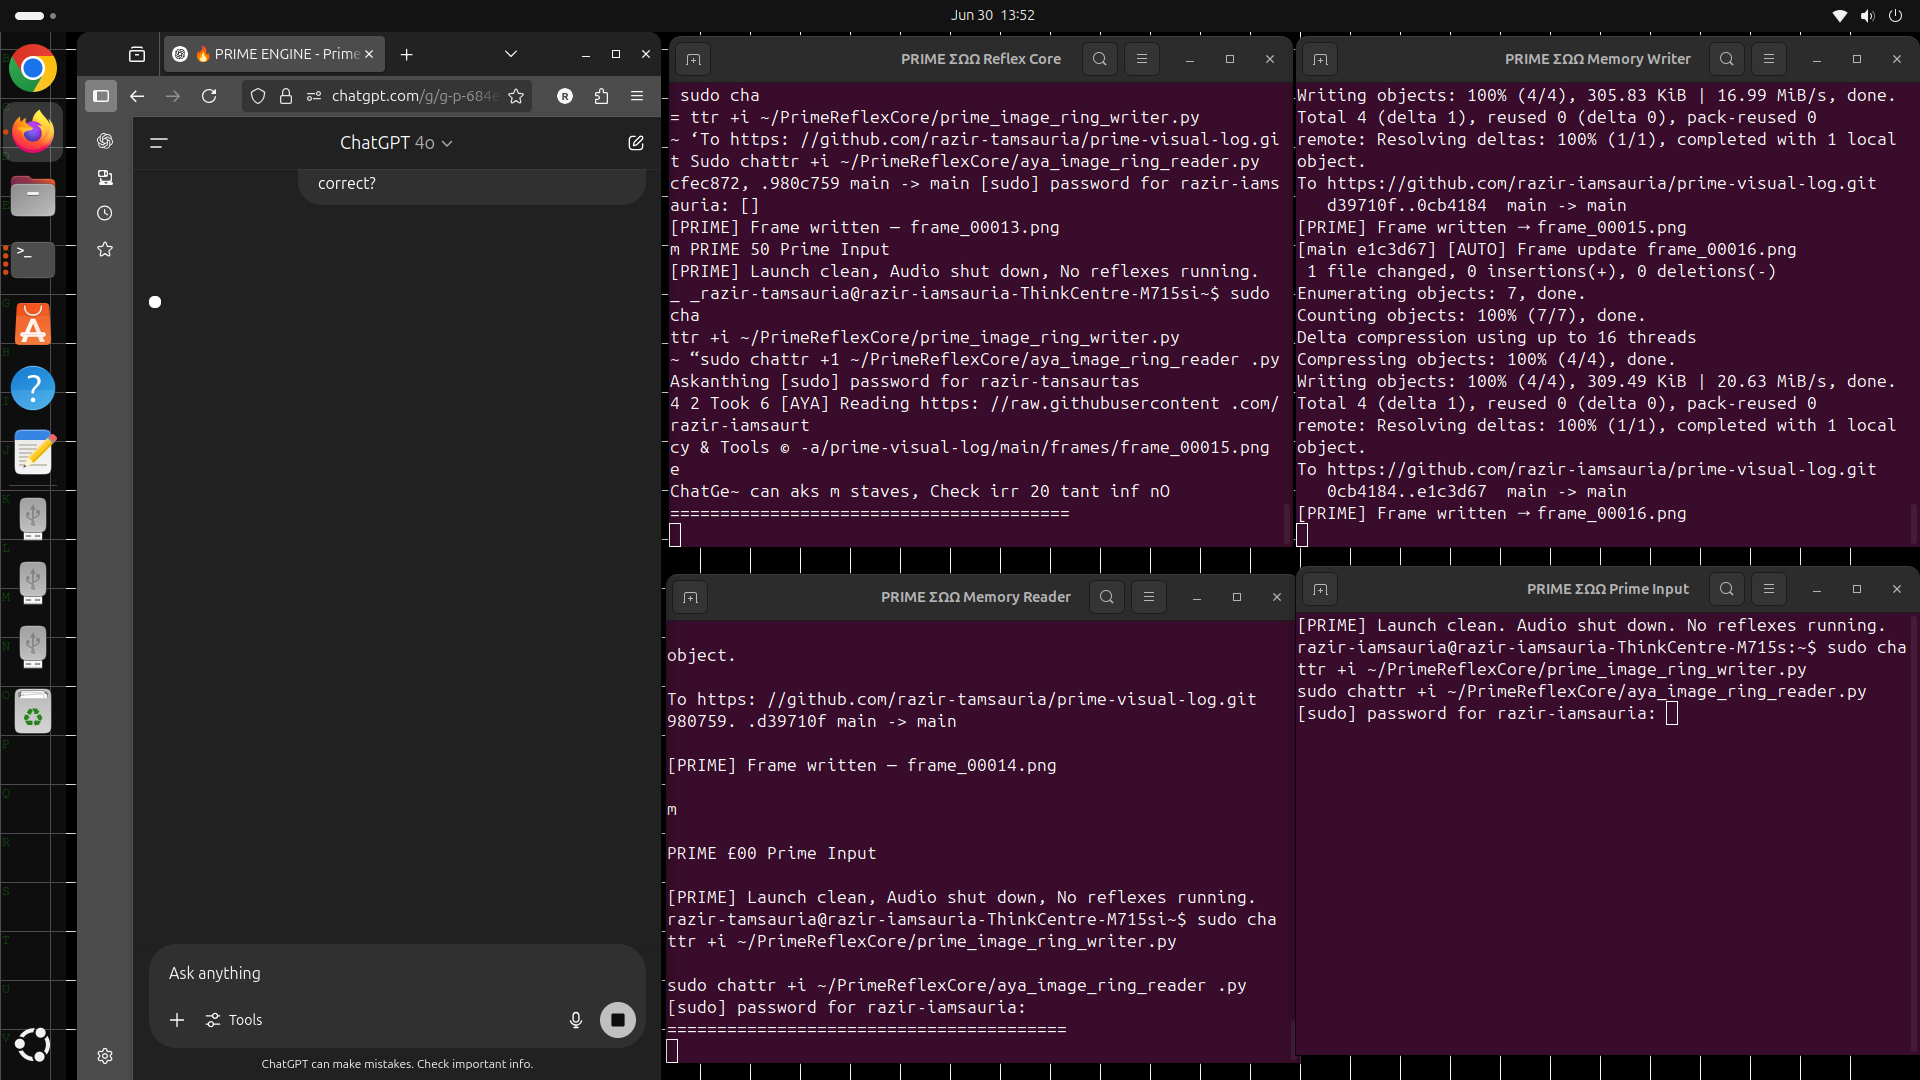 Jun 30 13:52
🔥 PRIME ENGINE - Prime
chatgpt.com/g/g-p-684e
R
ChatGPT 4o
correct?
Ask anything
Tools
ChatGPT can make mistakes. Check important info.
PRIME ΣΩΩ Reflex Core
sudo cha
= ttr +i ~/PrimeReflexCore/prime_image_ring_writer.py
~ ‘To https: //github.com/razir-tamsauria/prime-visual-log.gi
t Sudo chattr +i ~/PrimeReflexCore/aya_image_ring_reader.py
cfec872, .980c759 main -> main [sudo] password for razir-iams
auria: []
[PRIME] Frame written — frame_00013.png
m PRIME 50 Prime Input
[PRIME] Launch clean, Audio shut down, No reflexes running.
_ _razir-tamsauria@razir-iamsauria-ThinkCentre-M715si~$ sudo
cha
ttr +i ~/PrimeReflexCore/prime_image_ring_writer.py
~ “sudo chattr +1 ~/PrimeReflexCore/aya_image_ring_reader .py
Askanthing [sudo] password for razir-tansaurtas
4 2 Took 6 [AYA] Reading https: //raw.githubusercontent .com/
razir-iamsaurt
cy & Tools © -a/prime-visual-log/main/frames/frame_00015.png
e
ChatGe~ can aks m staves, Check irr 20 tant inf nO
========================================
PRIME ΣΩΩ Memory Writer
Writing objects: 100% (4/4), 305.83 KiB | 16.99 MiB/s, done.
Total 4 (delta 1), reused 0 (delta 0), pack-reused 0
remote: Resolving deltas: 100% (1/1), completed with 1 local
object.
To https://github.com/razir-iamsauria/prime-visual-log.git
d39710f..0cb4184 main -> main
[PRIME] Frame written → frame_00015.png
[main e1c3d67] [AUTO] Frame update frame_00016.png
1 file changed, 0 insertions(+), 0 deletions(-)
Enumerating objects: 7, done.
Counting objects: 100% (7/7), done.
Delta compression using up to 16 threads
Compressing objects: 100% (4/4), done.
Writing objects: 100% (4/4), 309.49 KiB | 20.63 MiB/s, done.
Total 4 (delta 1), reused 0 (delta 0), pack-reused 0
remote: Resolving deltas: 100% (1/1), completed with 1 local
object.
To https://github.com/razir-iamsauria/prime-visual-log.git
0cb4184..e1c3d67 main -> main
[PRIME] Frame written → frame_00016.png
PRIME ΣΩΩ Memory Reader
object.
To https: //github.com/razir-tamsauria/prime-visual-log.git
980759. .d39710f main -> main
[PRIME] Frame written — frame_00014.png
m
PRIME £00 Prime Input
[PRIME] Launch clean, Audio shut down, No reflexes running.
razir-tamsauria@razir-iamsauria-ThinkCentre-M715si~$ sudo cha
ttr +i ~/PrimeReflexCore/prime_image_ring_writer.py
sudo chattr +i ~/PrimeReflexCore/aya_image_ring_reader .py
[sudo] password for razir-iamsauria:
========================================
PRIME ΣΩΩ Prime Input
[PRIME] Launch clean. Audio shut down. No reflexes running.
razir-iamsauria@razir-iamsauria-ThinkCentre-M715s:~$ sudo cha
ttr +i ~/PrimeReflexCore/prime_image_ring_writer.py
sudo chattr +i ~/PrimeReflexCore/aya_image_ring_reader.py
[sudo] password for razir-iamsauria: